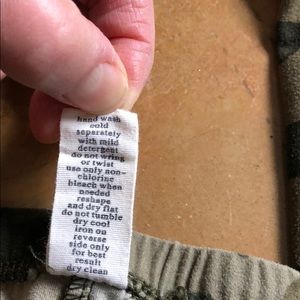 hand wash
cold
separately
with mild
detergent
do not wring
or twist
use only non-
chlorine
bleach when
needed
reshape
and dry flat
do not tumble
dry cool
iron on
reverse
side only
for best
result
dry clean